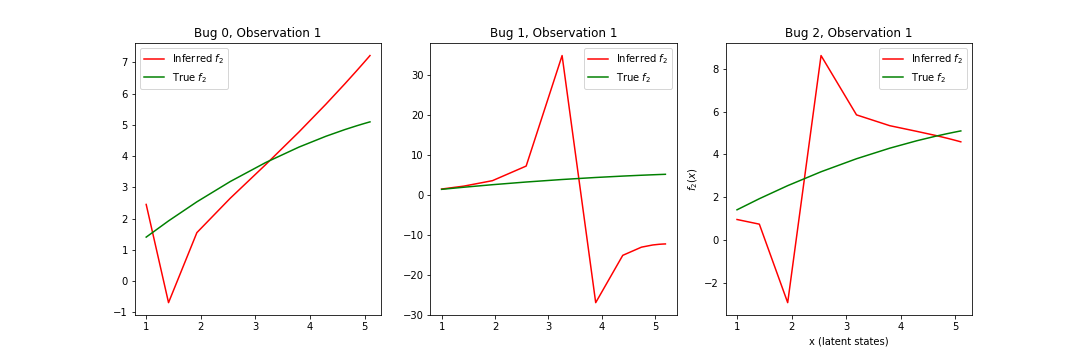 Bug 0, Observation 1
Inferred f₂
True f₂
7
6
5
4
3
2
1
0
−1
1 2 3 4 5
Bug 1, Observation 1
Inferred f₂
True f₂
30
20
10
0
−10
−20
−30
1 2 3 4 5
Bug 2, Observation 1
Inferred f₂
True f₂
f₂(x)
8
6
4
2
0
−2
1 2 3 4 5
x (latent states)